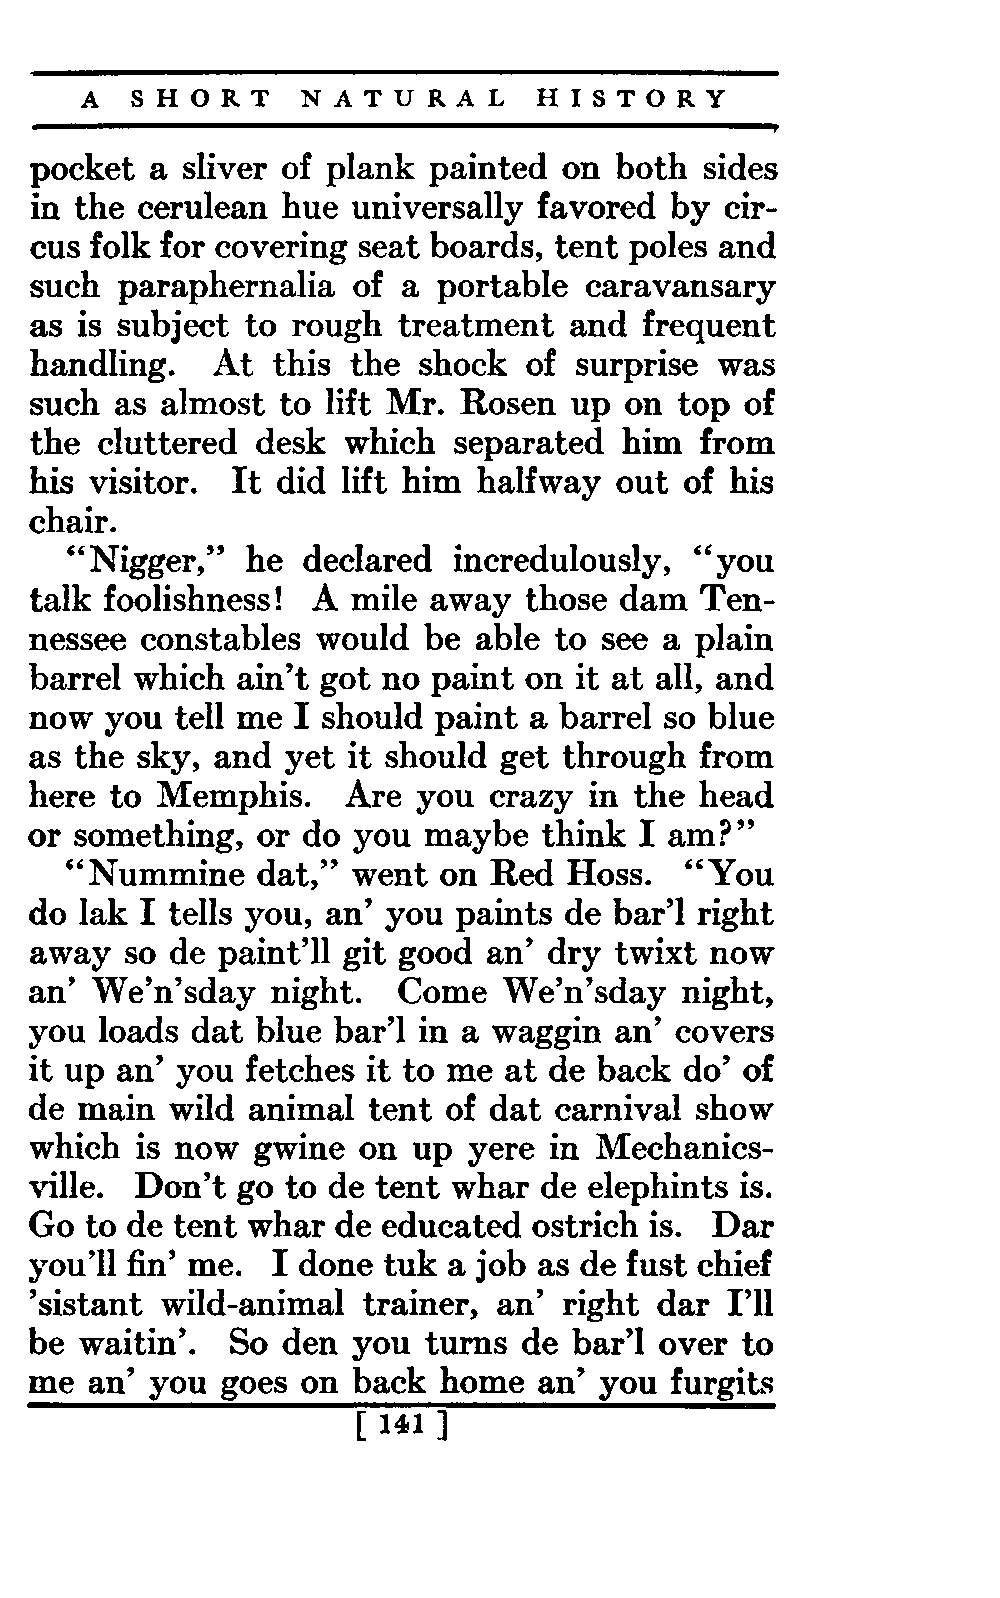 A SHORT NATURAL HISTORY
pocket a sliver of plank painted on both sides
in the cerulean hue universally favored by cir-
cus folk for covering seat boards, tent poles and
such paraphernalia of a portable caravansary
as is subject to rough treatment and frequent
handling. At this the shock of surprise was
such as almost to lift Mr. Rosen up on top of
the cluttered desk which separated him from
his visitor. It did lift him halfway out of his
chair.
“Nigger,” he declared incredulously, “you
talk foolishness! A mile away those dam Ten-
nessee constables would be able to see a plain
barrel which ain’t got no paint on it at all, and
now you tell me I should paint a barrel so blue
as the sky, and yet it should get through from
here to Memphis. Are you crazy in the head
or something, or do you maybe think I am?”
“Nummine dat,” went on Red Hoss. “You
do lak I tells you, an’ you paints de bar’l right
away so de paint’ll git good an’ dry twixt now
an’ We’n’sday night. Come We’n’sday night,
you loads dat blue bar’l in a waggin an’ covers
it up an’ you fetches it to me at de back do’ of
de main wild animal tent of dat carnival show
which is now gwine on up yere in Mechanics-
ville. Don’t go to de tent whar de elephints is.
Go to de tent whar de educated ostrich is. Dar
you’ll fin’ me. I done tuk a job as de fust chief
’sistant wild-animal trainer, an’ right dar I’ll
be waitin’. So den you turns de bar’l over to
me an’ you goes on back home an’ you furgits
[ 141 ]